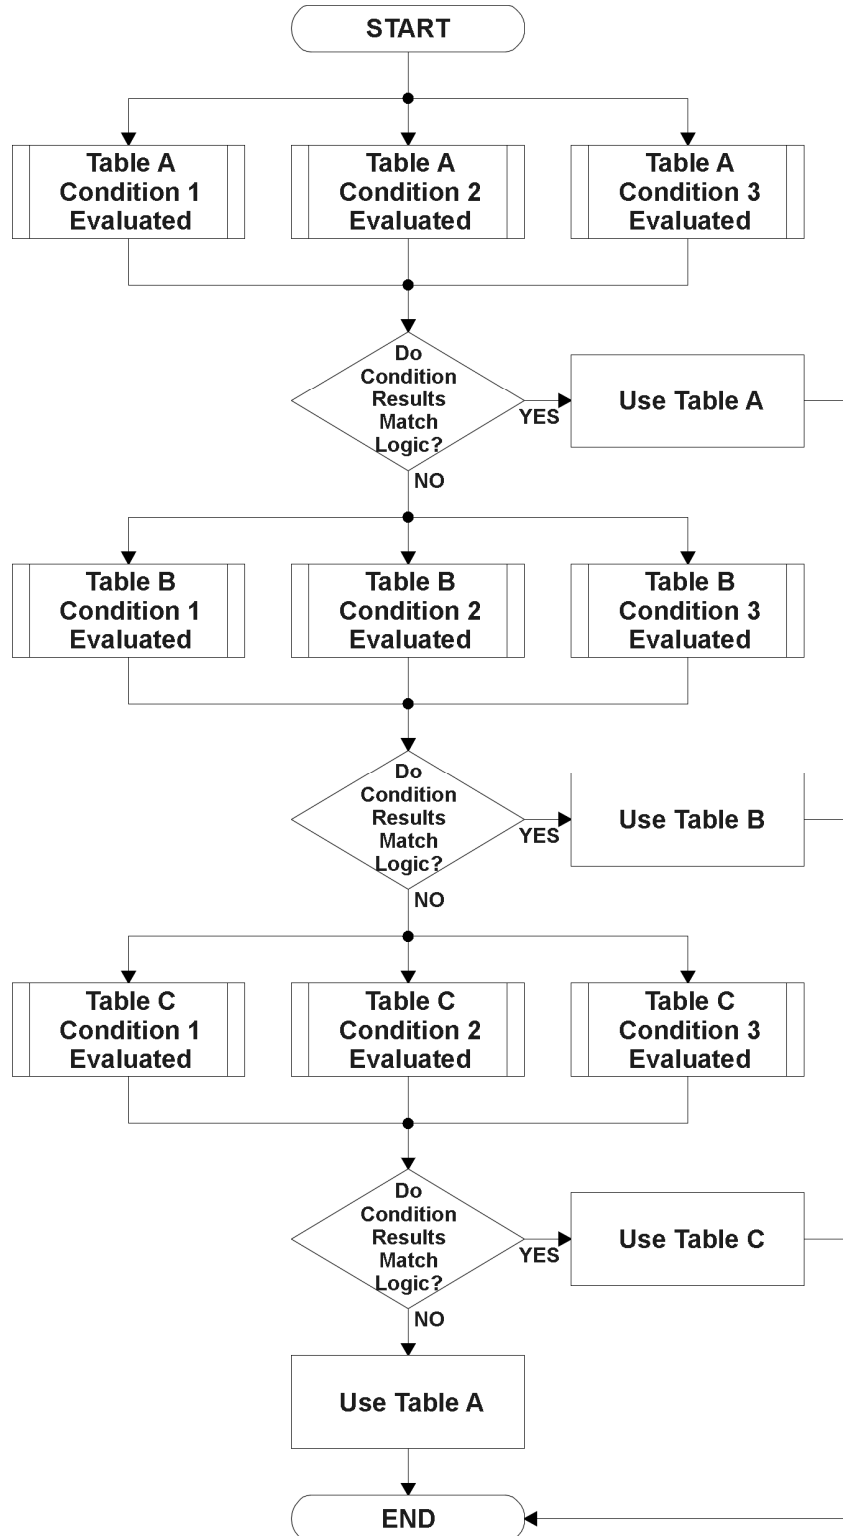 START
Table A
Condition 1
Evaluated
Table A
Condition 2
Evaluated
Table A
Condition 3
Evaluated
Do
Condition
Results
Match
Logic?
YES
Use Table A
NO
Table B
Condition 1
Evaluated
Table B
Condition 2
Evaluated
Table B
Condition 3
Evaluated
Do
Condition
Results
Match
Logic?
YES
Use Table B
NO
Table C
Condition 1
Evaluated
Table C
Condition 2
Evaluated
Table C
Condition 3
Evaluated
Do
Condition
Results
Match
Logic?
YES
Use Table C
NO
Use Table A
END